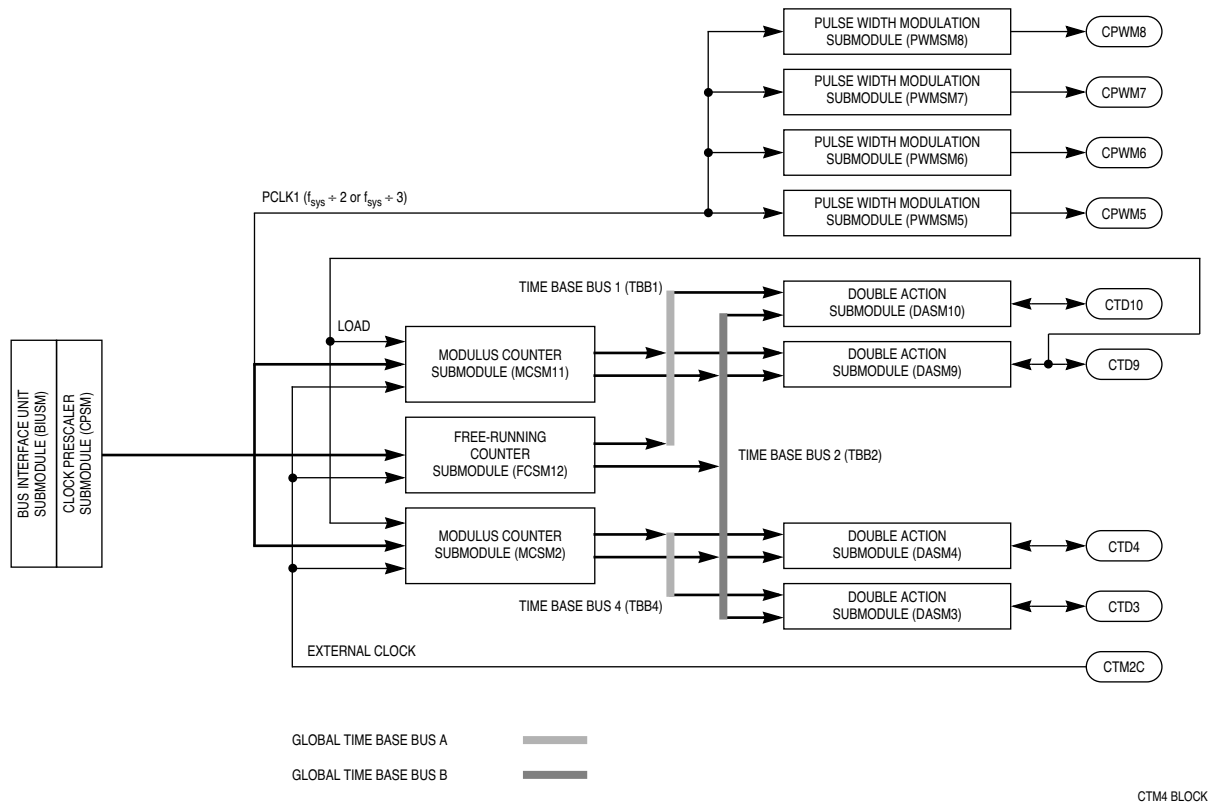 PULSE WIDTH MODULATION
SUBMODULE (PWMSM8)
CPWM8
PULSE WIDTH MODULATION
SUBMODULE (PWMSM7)
CPWM7
PULSE WIDTH MODULATION
SUBMODULE (PWMSM6)
CPWM6
PCLK1 (fsys ÷ 2 or fsys ÷ 3)
PULSE WIDTH MODULATION
SUBMODULE (PWMSM5)
CPWM5
TIME BASE BUS 1 (TBB1)
DOUBLE ACTION
SUBMODULE (DASM10)
CTD10
LOAD
MODULUS COUNTER
SUBMODULE (MCSM11)
DOUBLE ACTION
SUBMODULE (DASM9)
CTD9
BUS INTERFACE UNIT
SUBMODULE (BIUSM)
CLOCK PRESCALER
SUBMODULE (CPSM)
FREE-RUNNING
COUNTER
SUBMODULE (FCSM12)
TIME BASE BUS 2 (TBB2)
MODULUS COUNTER
SUBMODULE (MCSM2)
DOUBLE ACTION
SUBMODULE (DASM4)
CTD4
TIME BASE BUS 4 (TBB4)
DOUBLE ACTION
SUBMODULE (DASM3)
CTD3
EXTERNAL CLOCK
CTM2C
GLOBAL TIME BASE BUS A
GLOBAL TIME BASE BUS B
CTM4 BLOCK